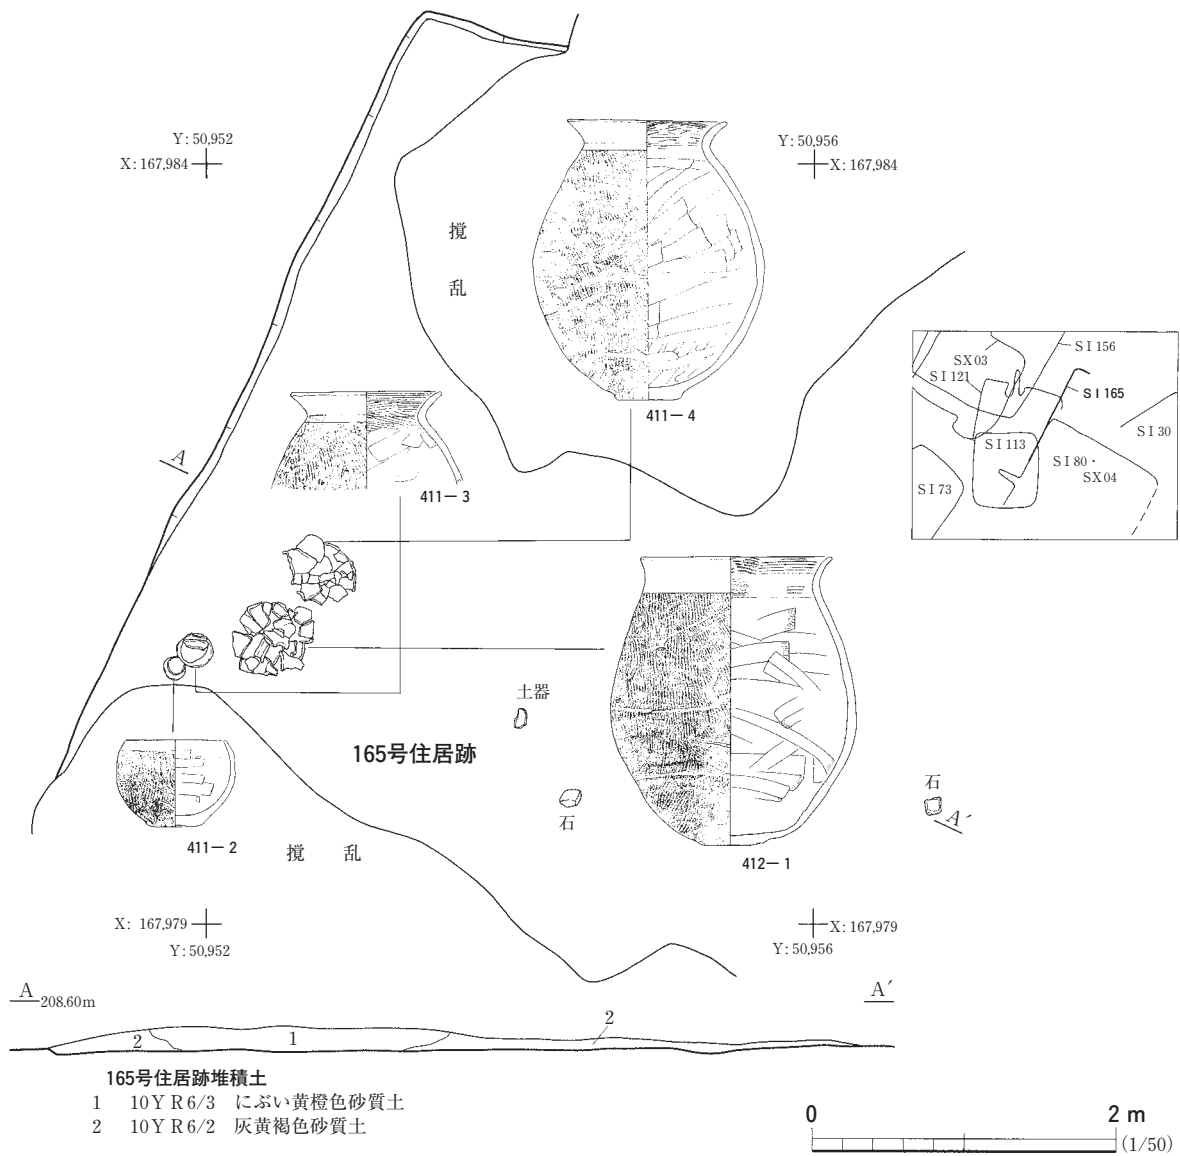 Y: 50,952
X: 167,984
Y: 50,956
X: 167,984
撹
乱
411－4
411－3
SX03
SI156
SI121
SI165
SI30
SI113
SI80・
SX04
SI73
A
土器
165号住居跡
石
石
A′
411－2
撹 乱
412－1
X: 167,979
Y: 50,952
X: 167,979
Y: 50,956
A
208.60m
A′
2
1
2
165号住居跡堆積土
1 10YR6/3 にぶい黄橙色砂質土
2 10YR6/2 灰黄褐色砂質土
0 2 m
(1/50)